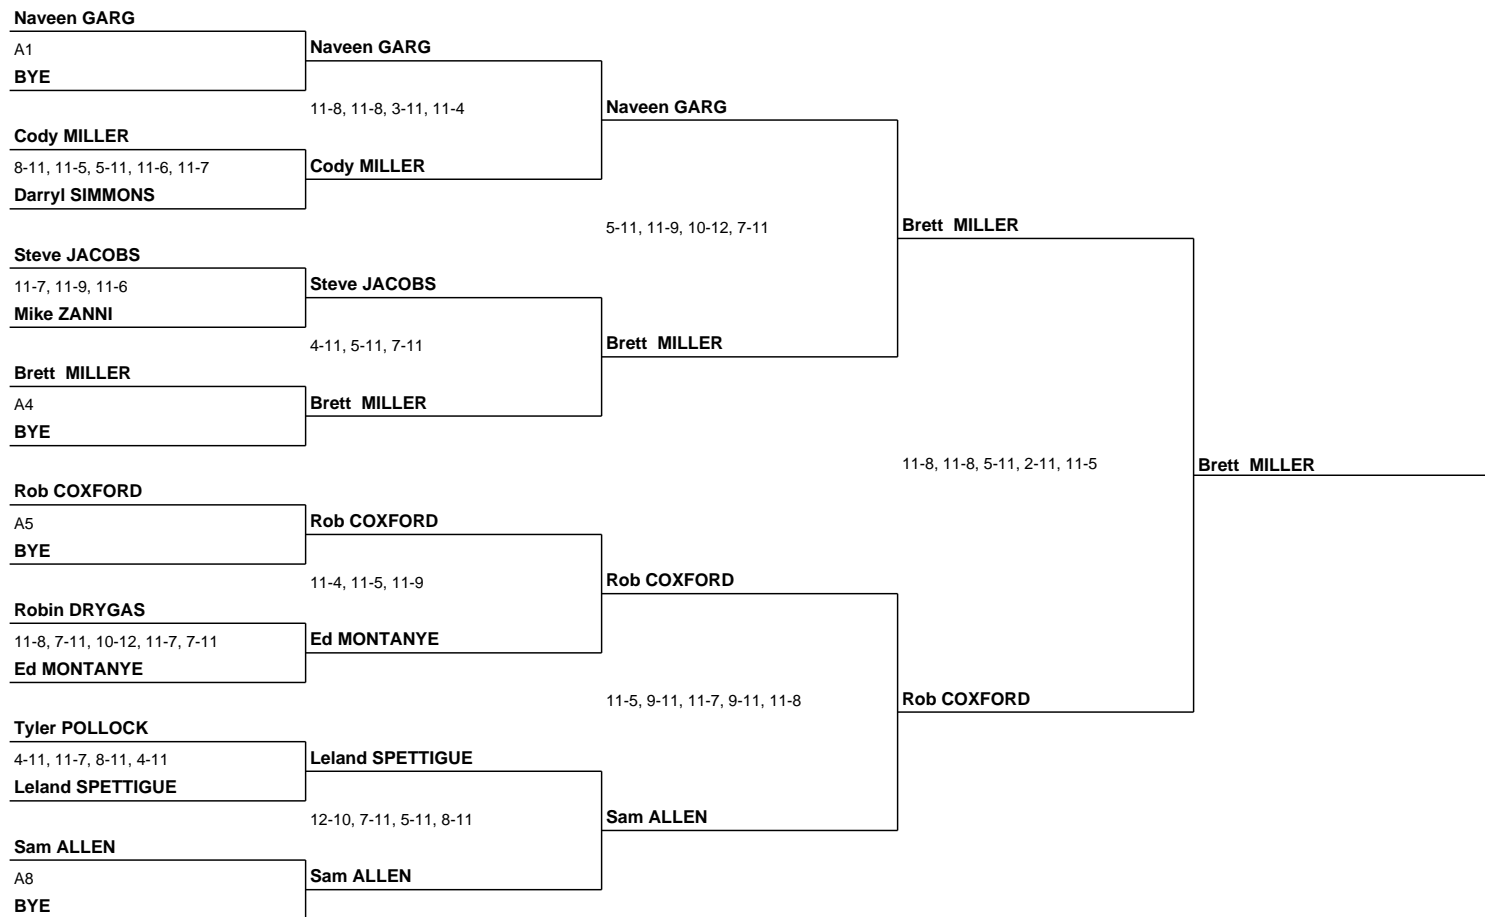 Naveen GARG
A1
BYE
Cody MILLER
8-11, 11-5, 5-11, 11-6, 11-7
Darryl SIMMONS
Steve JACOBS
11-7, 11-9, 11-6
Mike ZANNI
Brett  MILLER
A4
BYE
Rob COXFORD
A5
BYE
Robin DRYGAS
11-8, 7-11, 10-12, 11-7, 7-11
Ed MONTANYE
Tyler POLLOCK
4-11, 11-7, 8-11, 4-11
Leland SPETTIGUE
Sam ALLEN
A8
BYE
Naveen GARG
11-8, 11-8, 3-11, 11-4
Cody MILLER
Steve JACOBS
4-11, 5-11, 7-11
Brett  MILLER
Rob COXFORD
11-4, 11-5, 11-9
Ed MONTANYE
Leland SPETTIGUE
12-10, 7-11, 5-11, 8-11
Sam ALLEN
Naveen GARG
5-11, 11-9, 10-12, 7-11
Brett  MILLER
Rob COXFORD
11-5, 9-11, 11-7, 9-11, 11-8
Sam ALLEN
Brett  MILLER
11-8, 11-8, 5-11, 2-11, 11-5
Rob COXFORD
Brett  MILLER